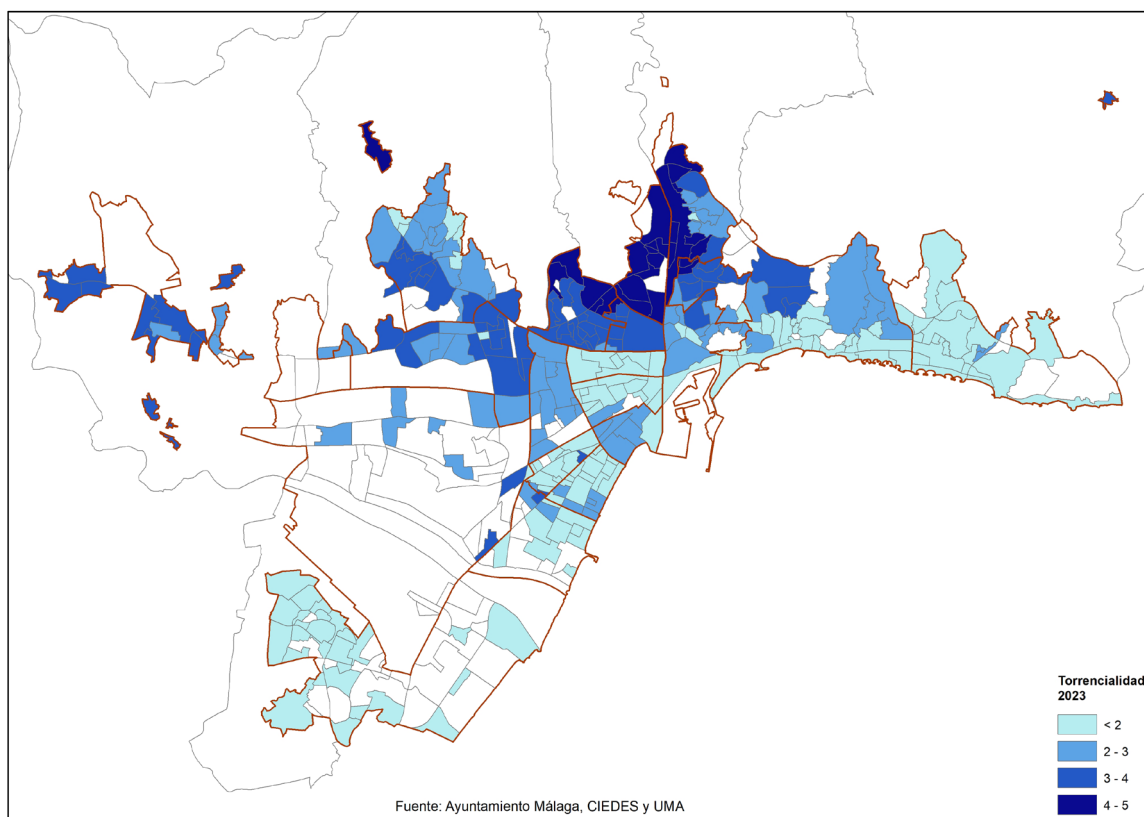 Torrencialidad
2023
< 2
2 - 3
3 - 4
4 - 5
Fuente: Ayuntamiento Málaga, CIEDES y UMA